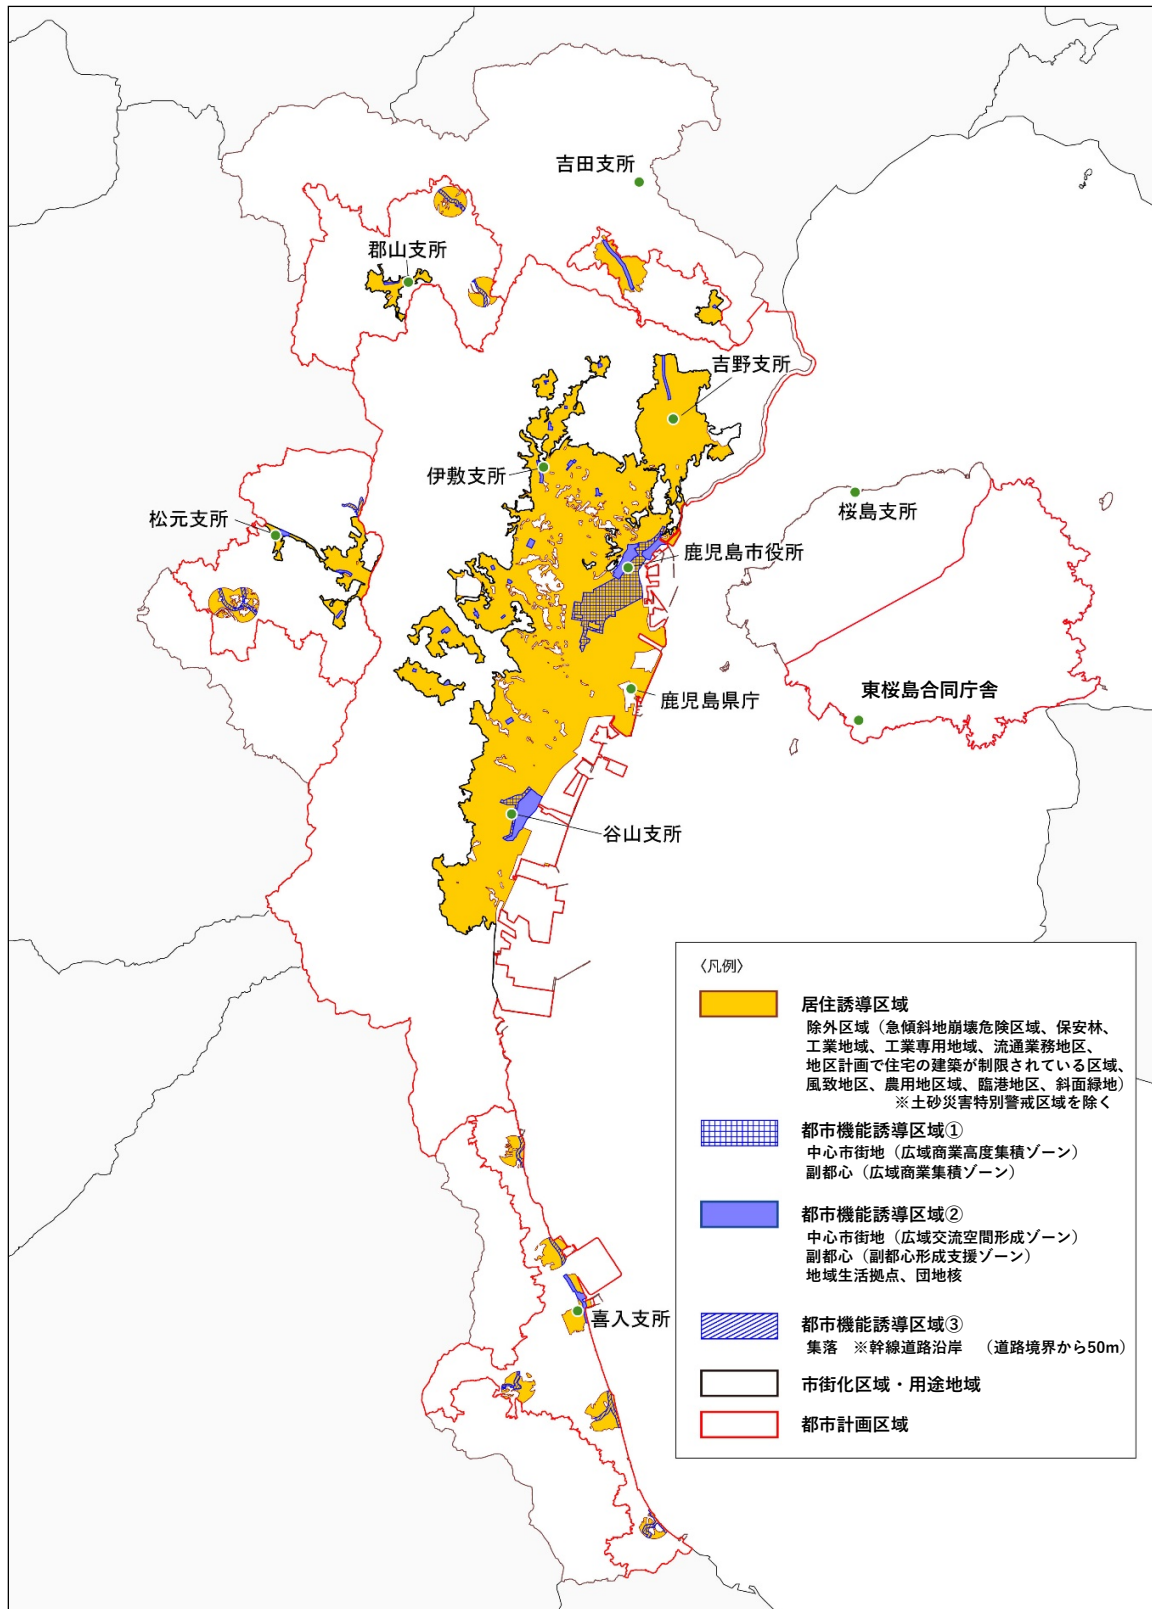 吉田支所
郡山支所
吉野支所
伊敷支所
松元支所
桜島支所
鹿児島市役所
鹿児島県庁
東桜島合同庁舎
谷山支所
喜入支所
〈凡例〉
居住誘導区域
除外区域（急傾斜地崩壊危険区域、保安林、
工業地域、工業専用地域、流通業務地区、
地区計画で住宅の建築が制限されている区域、
風致地区、農用地区域、臨港地区、斜面緑地）
※土砂災害特別警戒区域を除く
都市機能誘導区域①
中心市街地（広域商業高度集積ゾーン）
副都心（広域商業集積ゾーン）
都市機能誘導区域②
中心市街地（広域交流空間形成ゾーン）
副都心（副都心形成支援ゾーン）
地域生活拠点、団地核
都市機能誘導区域③
集落　※幹線道路沿岸　（道路境界から50m）
市街化区域・用途地域
都市計画区域